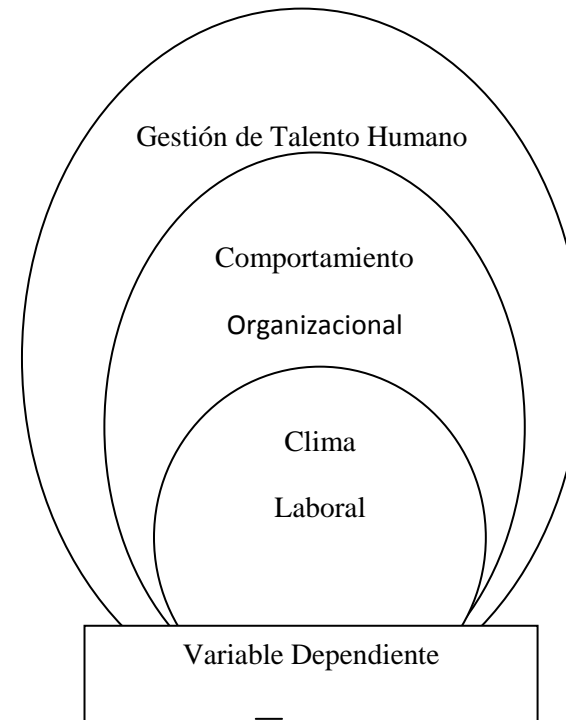 Gestión de Talento Humano
Comportamiento
Organizacional
Clima
Laboral
Variable Dependiente